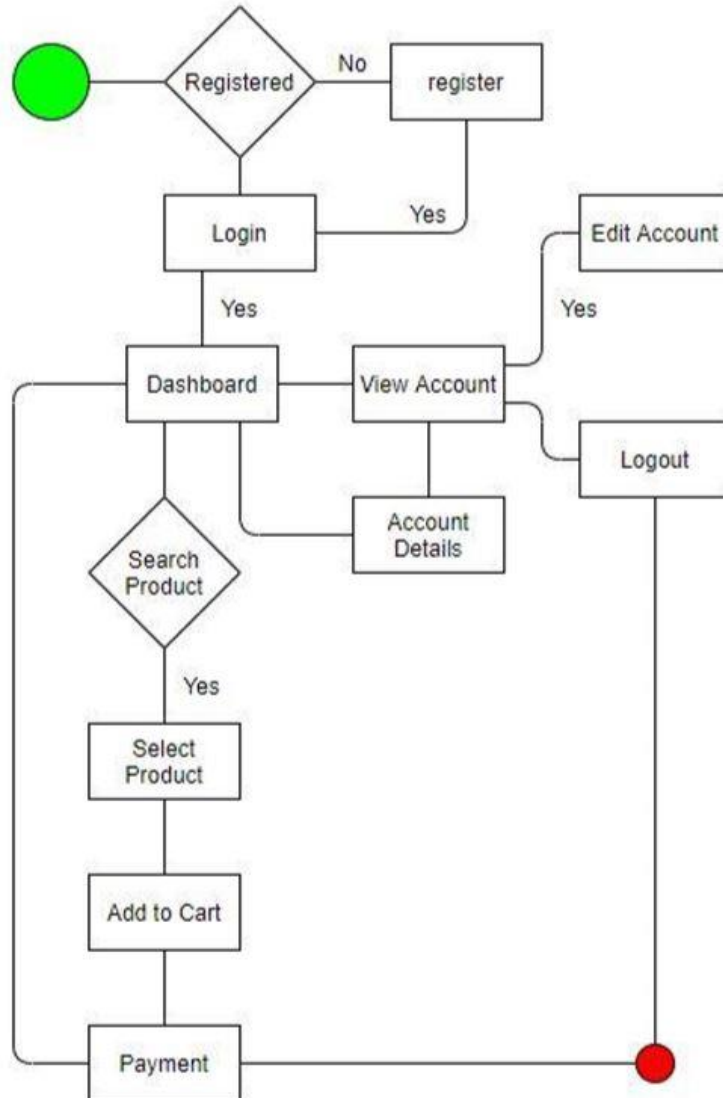 Registered
No
register
Login
Yes
Edit Account
Yes
Yes
Dashboard
View Account
Logout
Account
Details
Search
Product
Yes
Select
Product
Add to Cart
Payment